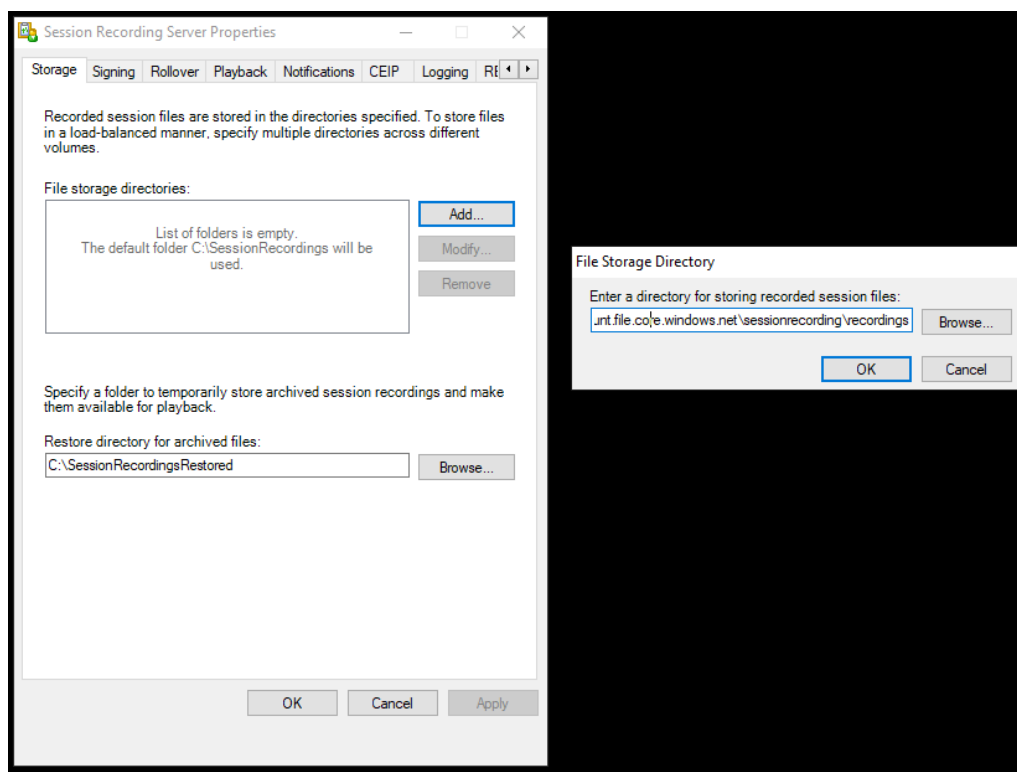 Session Recording Server Properties
Storage Signing Rollover Playback Notifications CEIP Logging
Recorded session files are stored in the directories specified. To store files
in a load-balanced manner, specify multiple directories across different
volumes.
File storage directories:
List of folders is empty.
The default folder C:\SessionRecordings will be
used.
Add...
Modify...
Remove
Specify a folder to temporarily store archived session recordings and make
them available for playback.
Restore directory for archived files:
C:\SessionRecordingsRestored
Browse...
OK Cancel Apply
File Storage Directory
Enter a directory for storing recorded session files:
unt.file.core.windows.net\sessionrecording\recordings
Browse...
OK Cancel